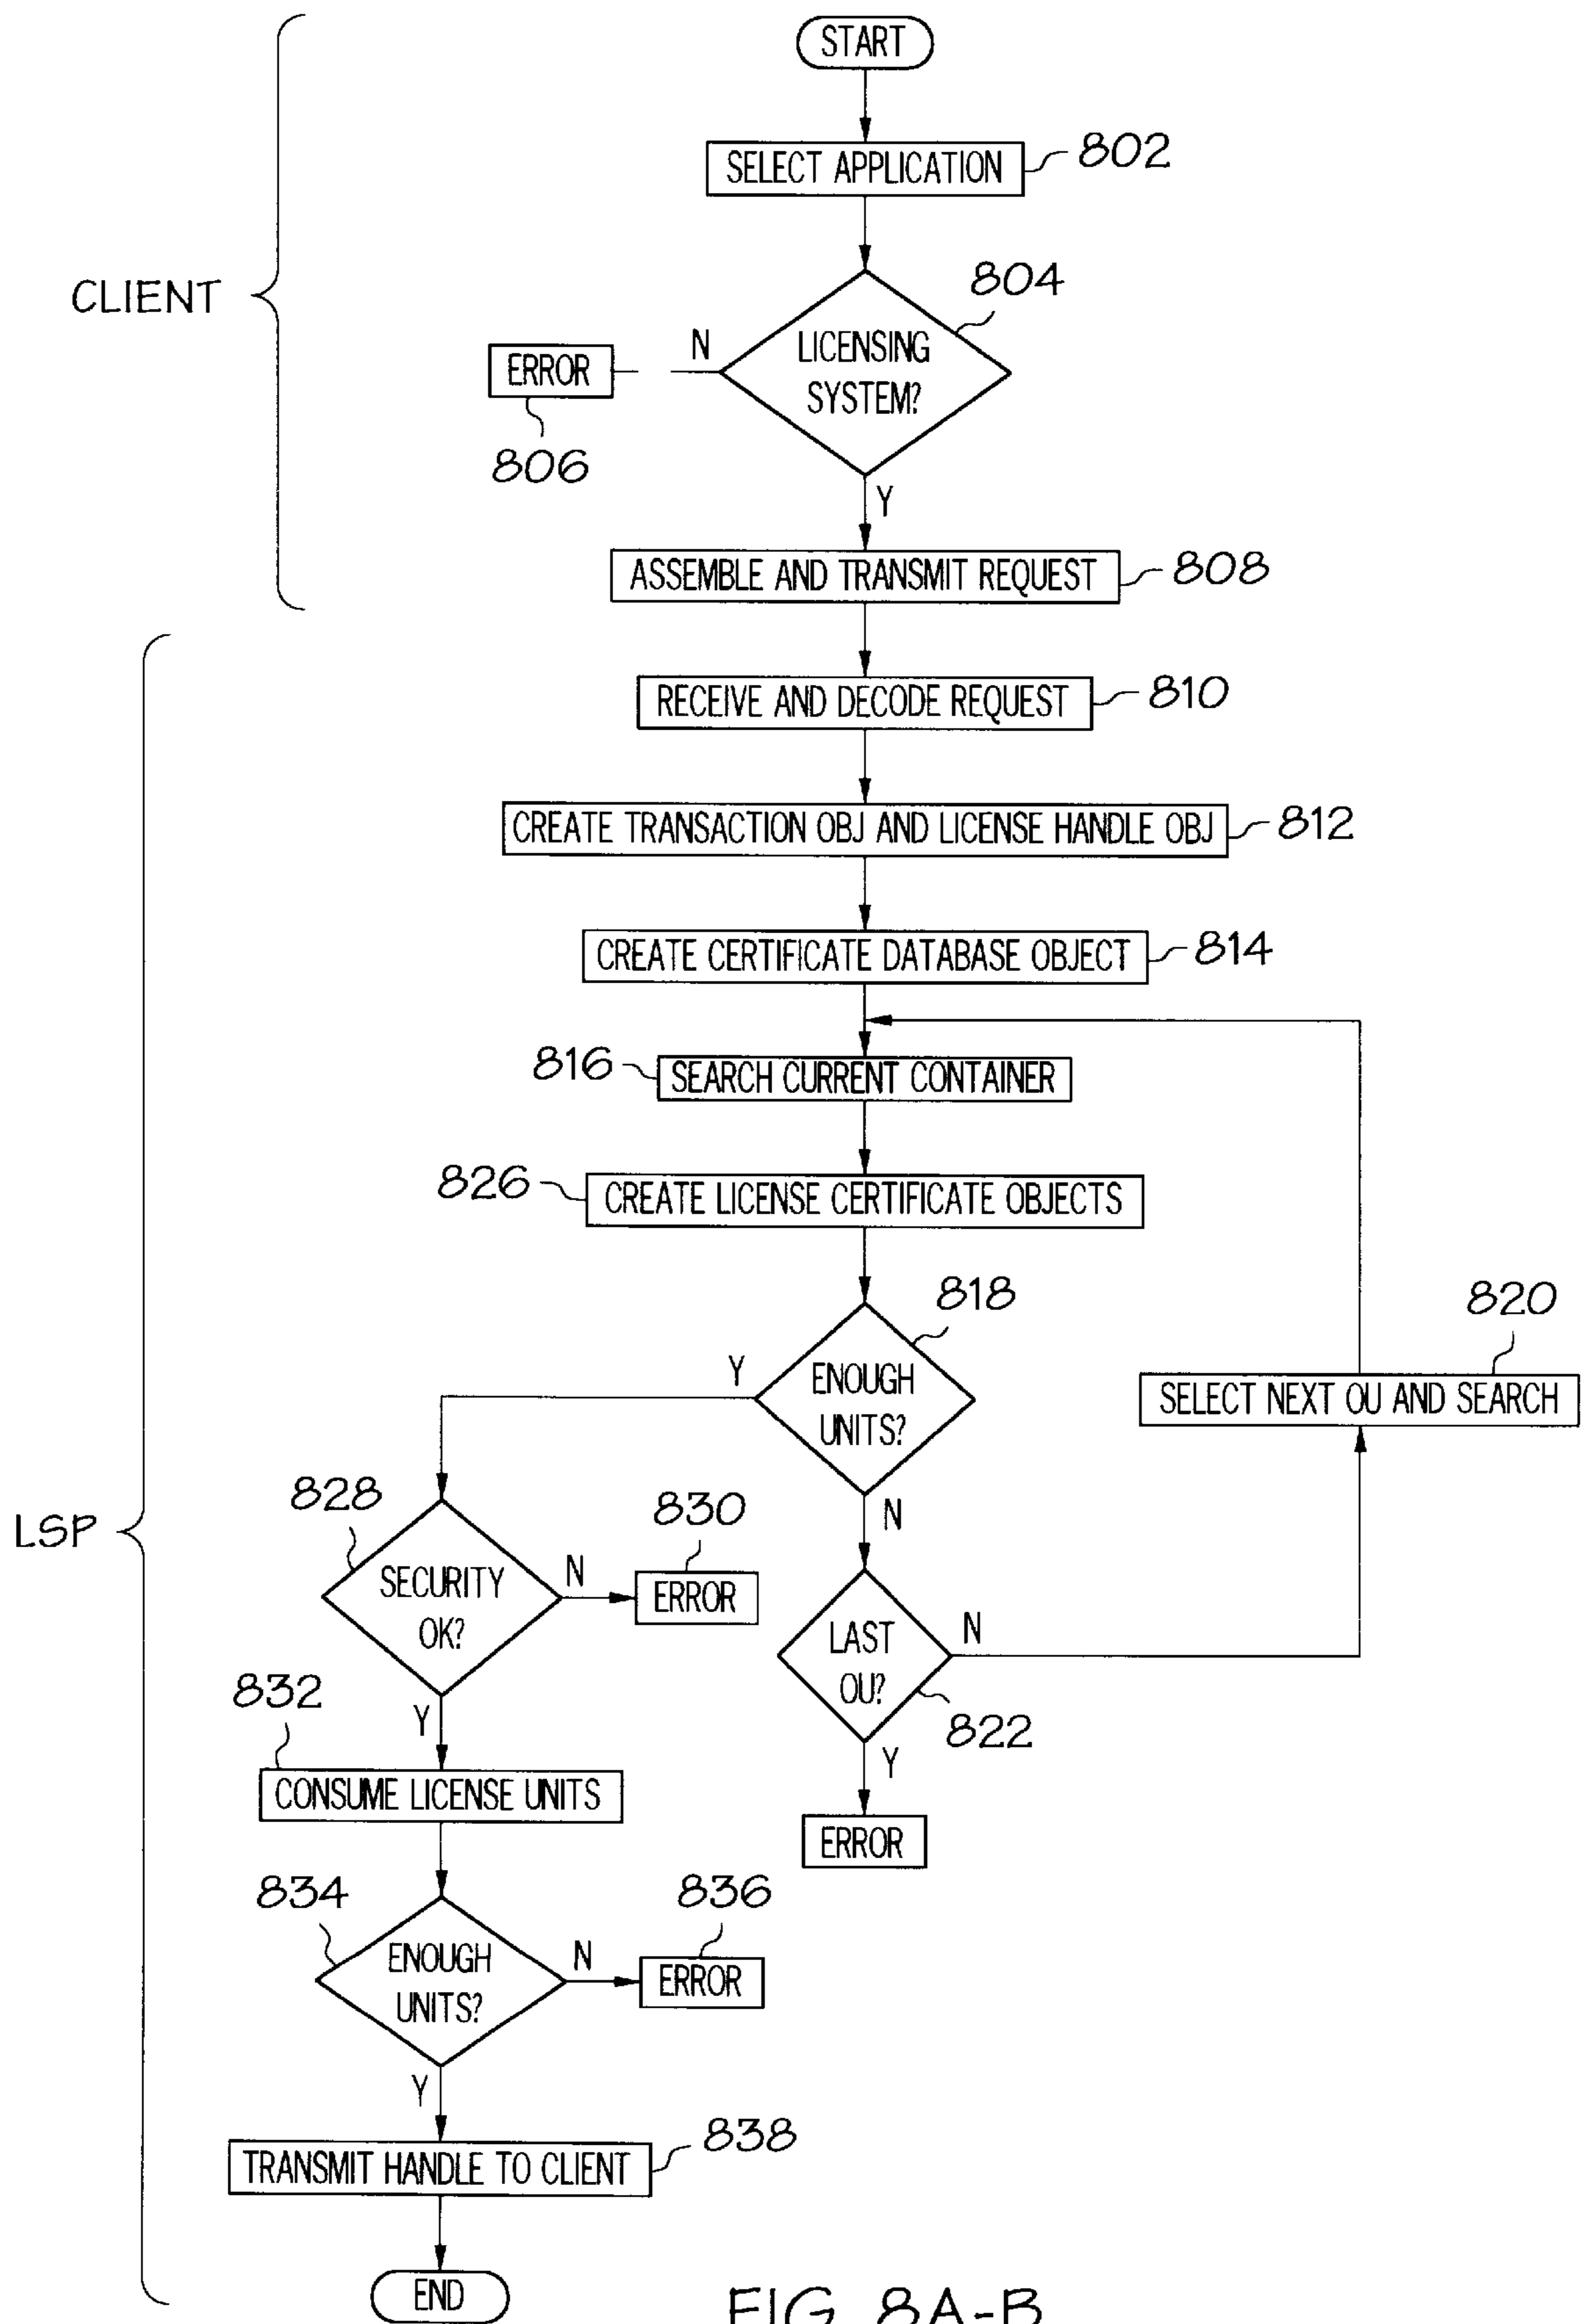 START
SELECT APPLICATION
802
804
CLIENT
LICENSING
SYSTEM?
N
ERROR
806
Y
ASSEMBLE AND TRANSMIT REQUEST
808
RECEIVE AND DECODE REQUEST
810
CREATE TRANSACTION OBJ AND LICENSE HANDLE OBJ
812
CREATE CERTIFICATE DATABASE OBJECT
814
816
SEARCH CURRENT CONTAINER
826
CREATE LICENSE CERTIFICATE OBJECTS
818
820
Y
ENOUGH
UNITS?
SELECT NEXT OU AND SEARCH
N
828
830
LSP
SECURITY
OK?
N
ERROR
LAST
OU?
N
822
832
Y
CONSUME LICENSE UNITS
Y
ERROR
834
836
ENOUGH
UNITS?
N
ERROR
Y
TRANSMIT HANDLE TO CLIENT
838
END
FIG. 8A-B